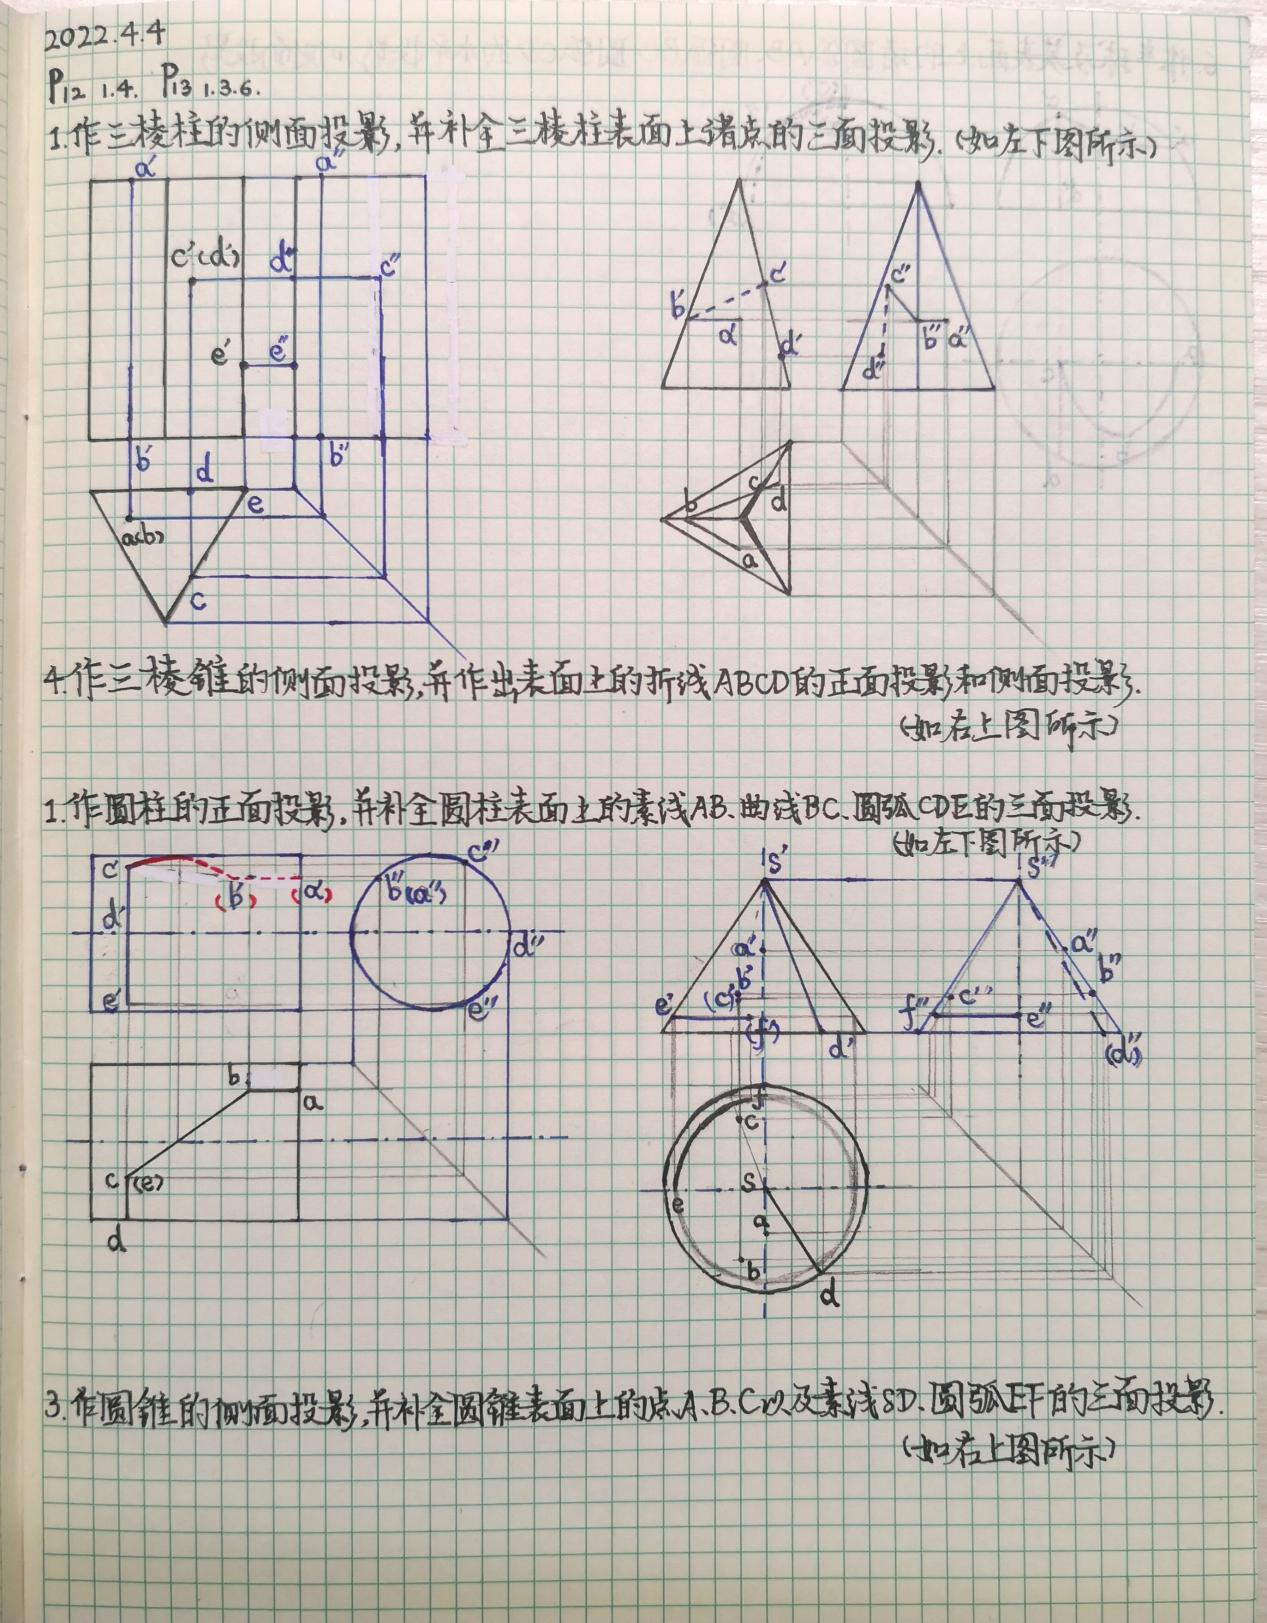 2022.4.4
P12 1.4. P13 1.3.6.
1.作三棱柱的侧面投影,并补全三棱柱表面上诸点的三面投影.(如左下图所示)
a' a"
c'(d') d" c"
e' e"
b' b"
d e
a(b)
c
c'
b' a' d'
c" b" a" d"
b c d
a
4.作三棱锥的侧面投影,并作出表面上的折线ABCD的正面投影和侧面投影.
(如右上图所示)
1.作圆柱的正面投影,并补全圆柱表面上的素线AB、曲线BC、圆弧CDE的三面投影.
(如左下图所示)
c' (b') (a')
d'
e'
c"
b"(a")
d"
e"
b a
c(e)
d
s' s"
a' b' (c') e' (f') d'
a" b" c" f" e" (d")
f
c
s
e
a
b
d
3.作圆锥的侧面投影,并补全圆锥表面上的点A、B、C以及素线SD、圆弧EF的三面投影.
(如右上图所示)